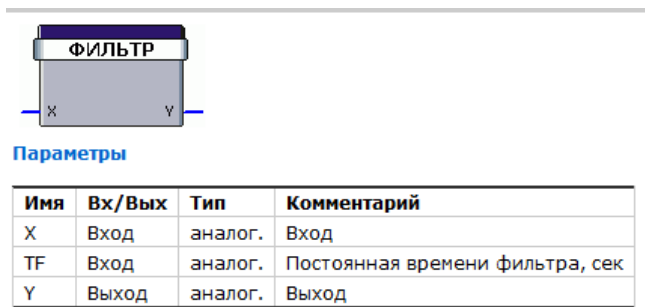 ФИЛЬТР
X Y
Параметры
Имя Вх/Вых Тип Комментарий
X Вход аналог. Вход
TF Вход аналог. Постоянная времени фильтра, сек
Y Выход аналог. Выход